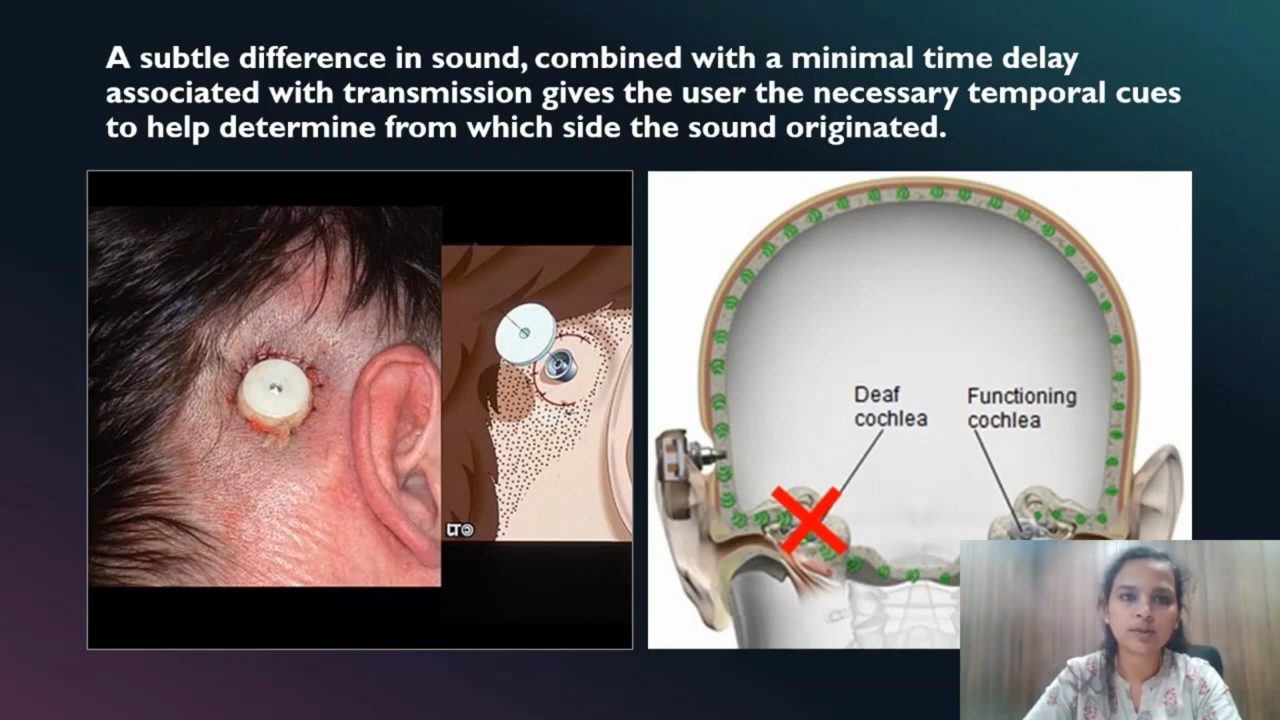 A subtle difference in sound, combined with a minimal time delay
associated with transmission gives the user the necessary temporal cues
to help determine from which side the sound originated.
Deaf
cochlea
Functioning
cochlea